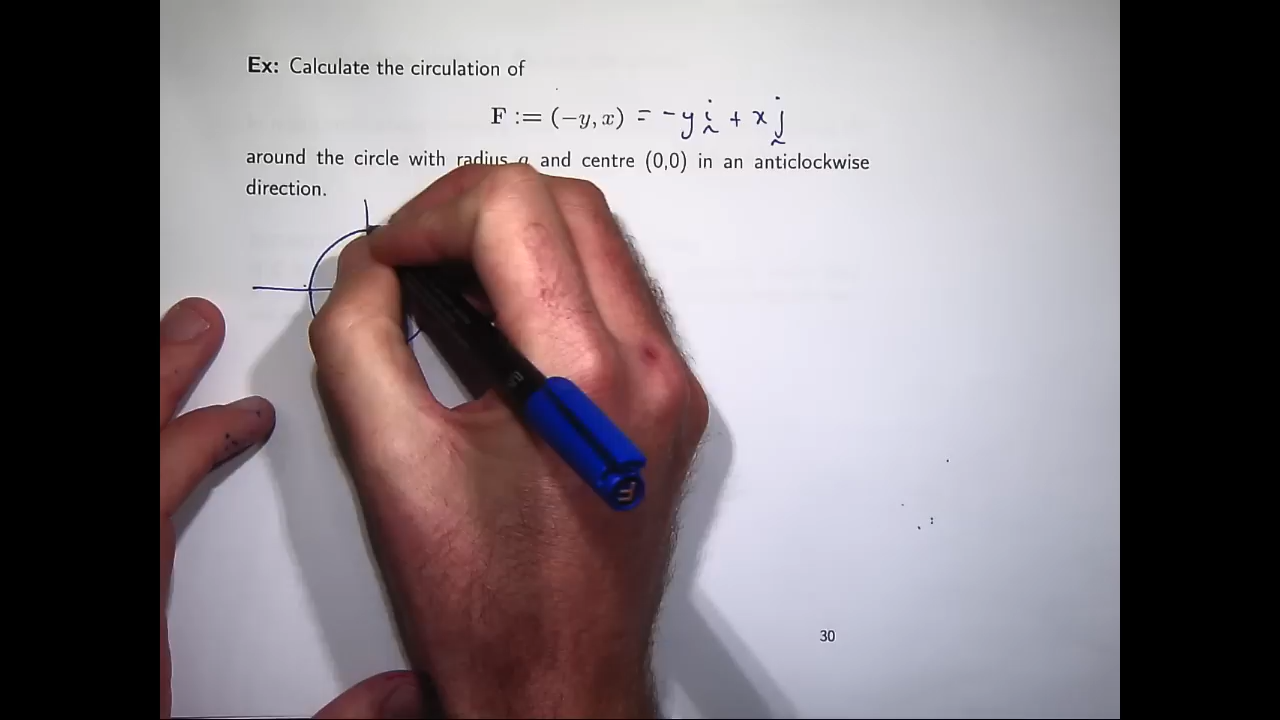 Ex: Calculate the circulation of
F := (−y, x) = -y i + x j
around the circle with radius a and centre (0,0) in an anticlockwise
direction.
30